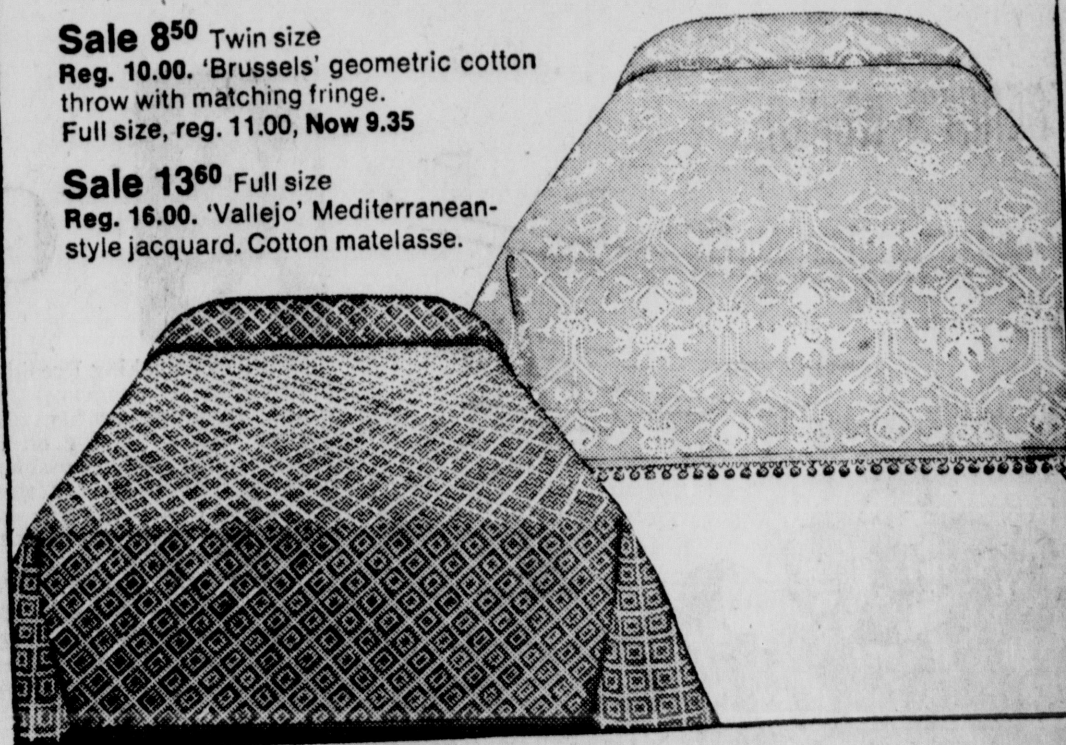 Sale 8⁵⁰ Twin size
Reg. 10.00. 'Brussels' geometric cotton
throw with matching fringe.
Full size, reg. 11.00, Now 9.35
Sale 13⁶⁰ Full size
Reg. 16.00. 'Vallejo' Mediterranean-
style jacquard. Cotton matelasse.